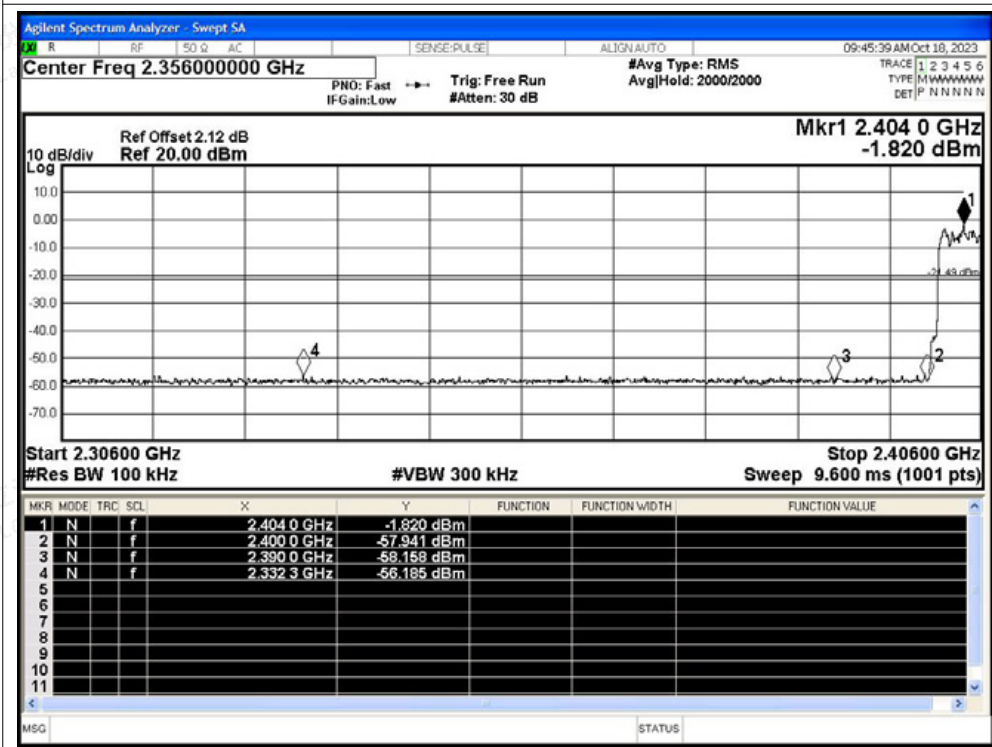 Agilent Spectrum Analyzer - Swept SA
R RF 50 Ω AC SENSE:PULSE ALIGN AUTO 09:45:39 AM Oct 18, 2023
Center Freq 2.356000000 GHz #Avg Type: RMS TRACE 1 2 3 4 5 6
PNO: Fast Trig: Free Run Avg|Hold: 2000/2000 TYPE M
IFGain:Low #Atten: 30 dB DET P N N N N N
Mkr1 2.404 0 GHz
Ref Offset 2.12 dB
10 dB/div Ref 20.00 dBm -1.820 dBm
Log
10.0
1
0.00
-10.0
-20.0 -21.49 dBm
-30.0
-40.0
-50.0 4 3 2
-60.0
-70.0
Start 2.30600 GHz Stop 2.40600 GHz
#Res BW 100 kHz #VBW 300 kHz Sweep 9.600 ms (1001 pts)
MKR MODE TRC SCL X Y FUNCTION FUNCTION WIDTH FUNCTION VALUE
1 N f 2.404 0 GHz -1.820 dBm
2 N f 2.400 0 GHz -57.941 dBm
3 N f 2.390 0 GHz -58.158 dBm
4 N f 2.332 3 GHz -56.185 dBm
5
6
7
8
9
10
11
MSG STATUS